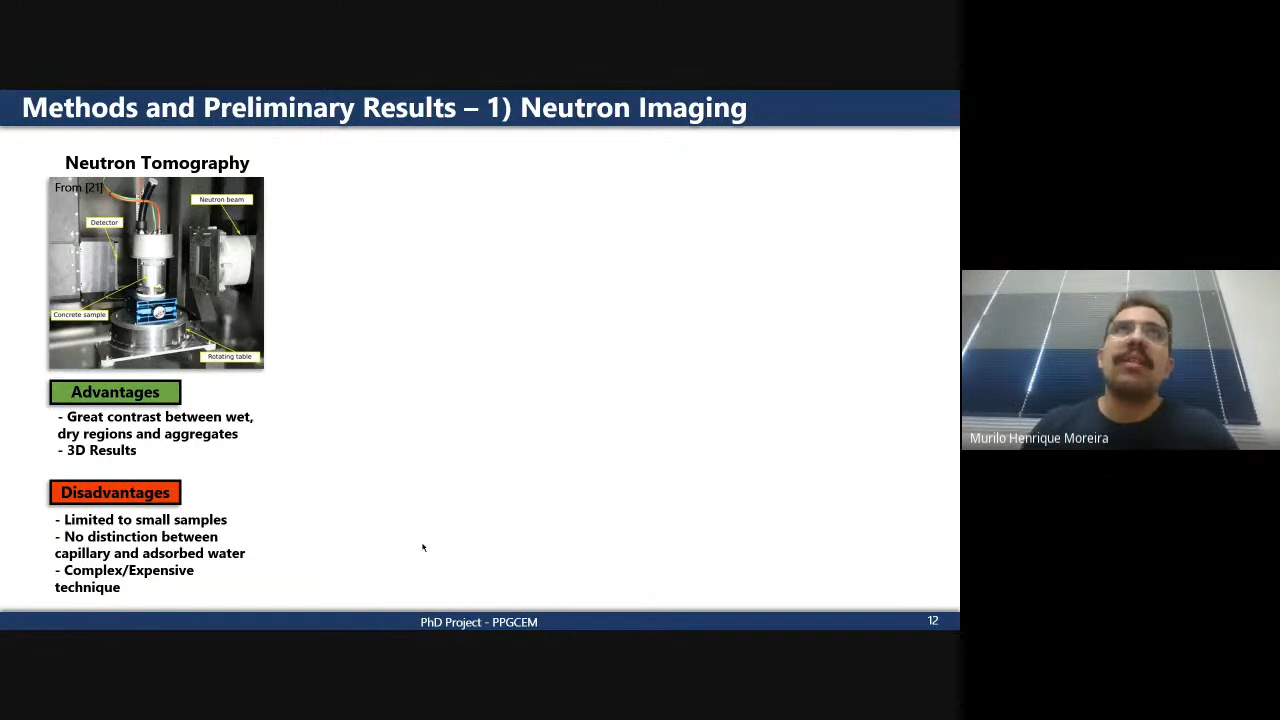 Methods and Preliminary Results – 1) Neutron Imaging
Neutron Tomography
From [21]
Neutron beam
Detector
Concrete sample
Rotating table
Advantages
- Great contrast between wet,
dry regions and aggregates
- 3D Results
Disadvantages
- Limited to small samples
- No distinction between
capillary and adsorbed water
- Complex/Expensive
technique
PhD Project - PPGCEM
12
Murilo Henrique Moreira